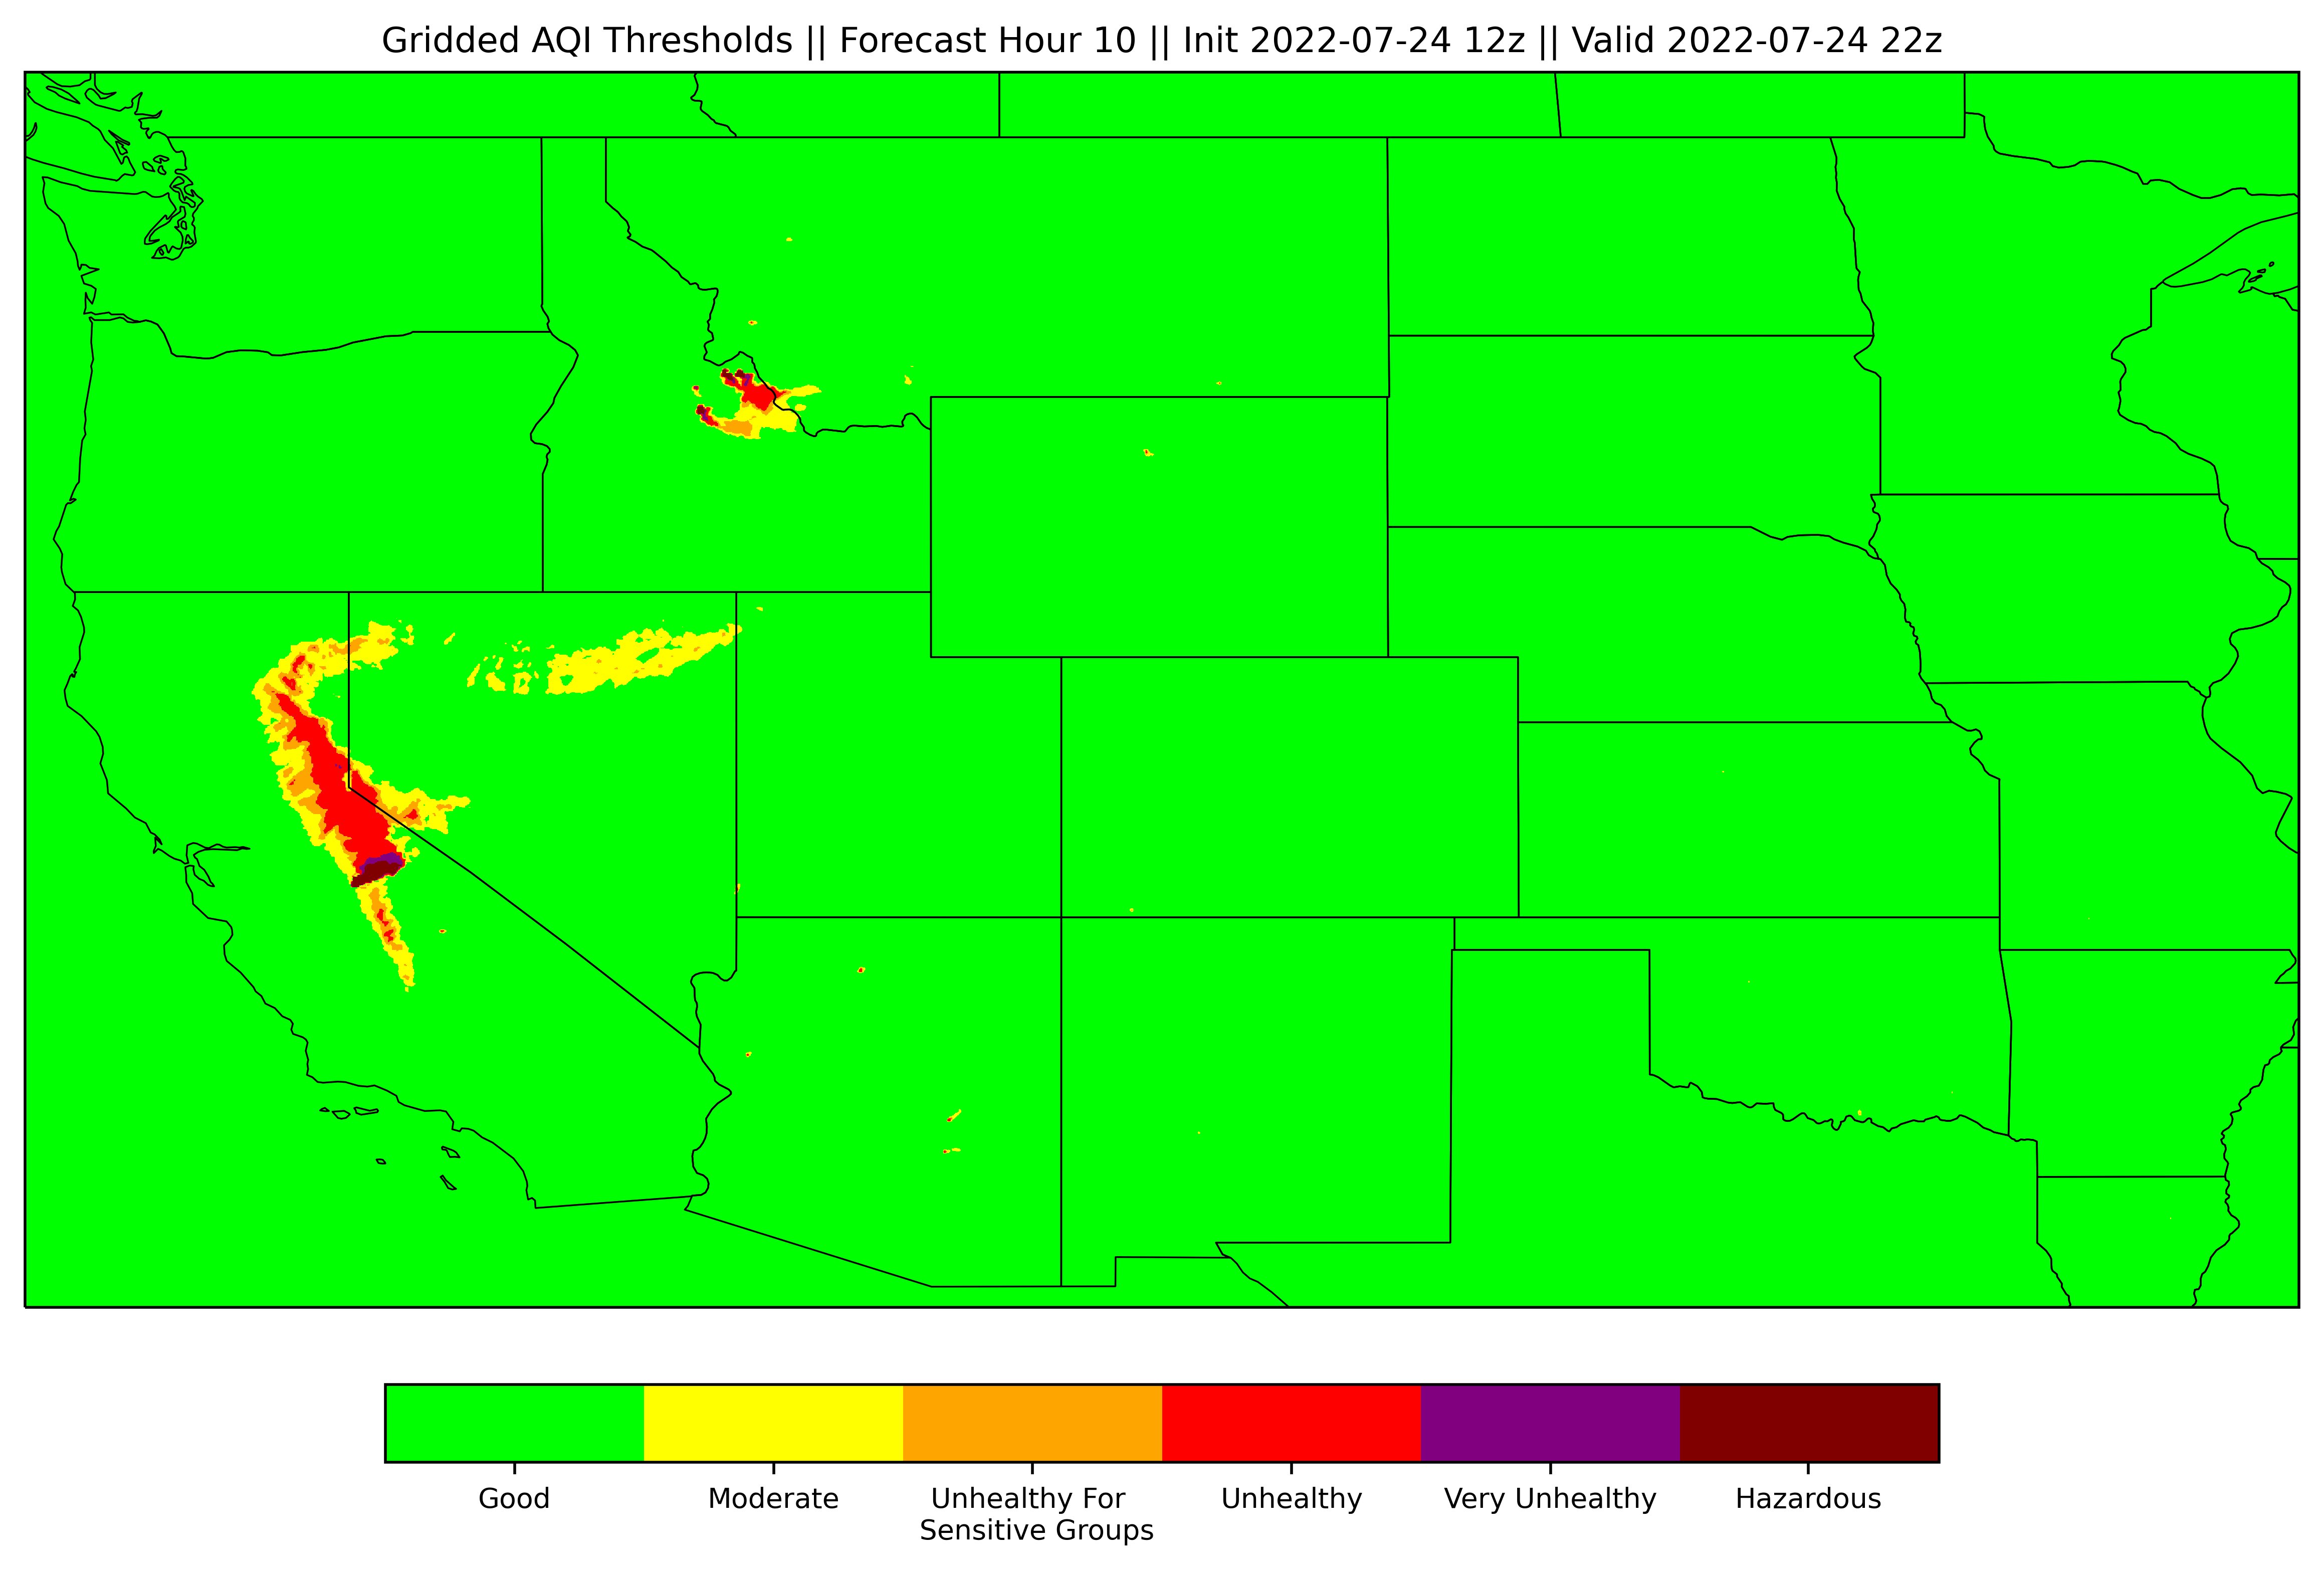 Gridded AQI Thresholds || Forecast Hour 10 || Init 2022-07-24 12z || Valid 2022-07-24 22z
Good
Moderate
Unhealthy For
Sensitive Groups
Unhealthy
Very Unhealthy
Hazardous